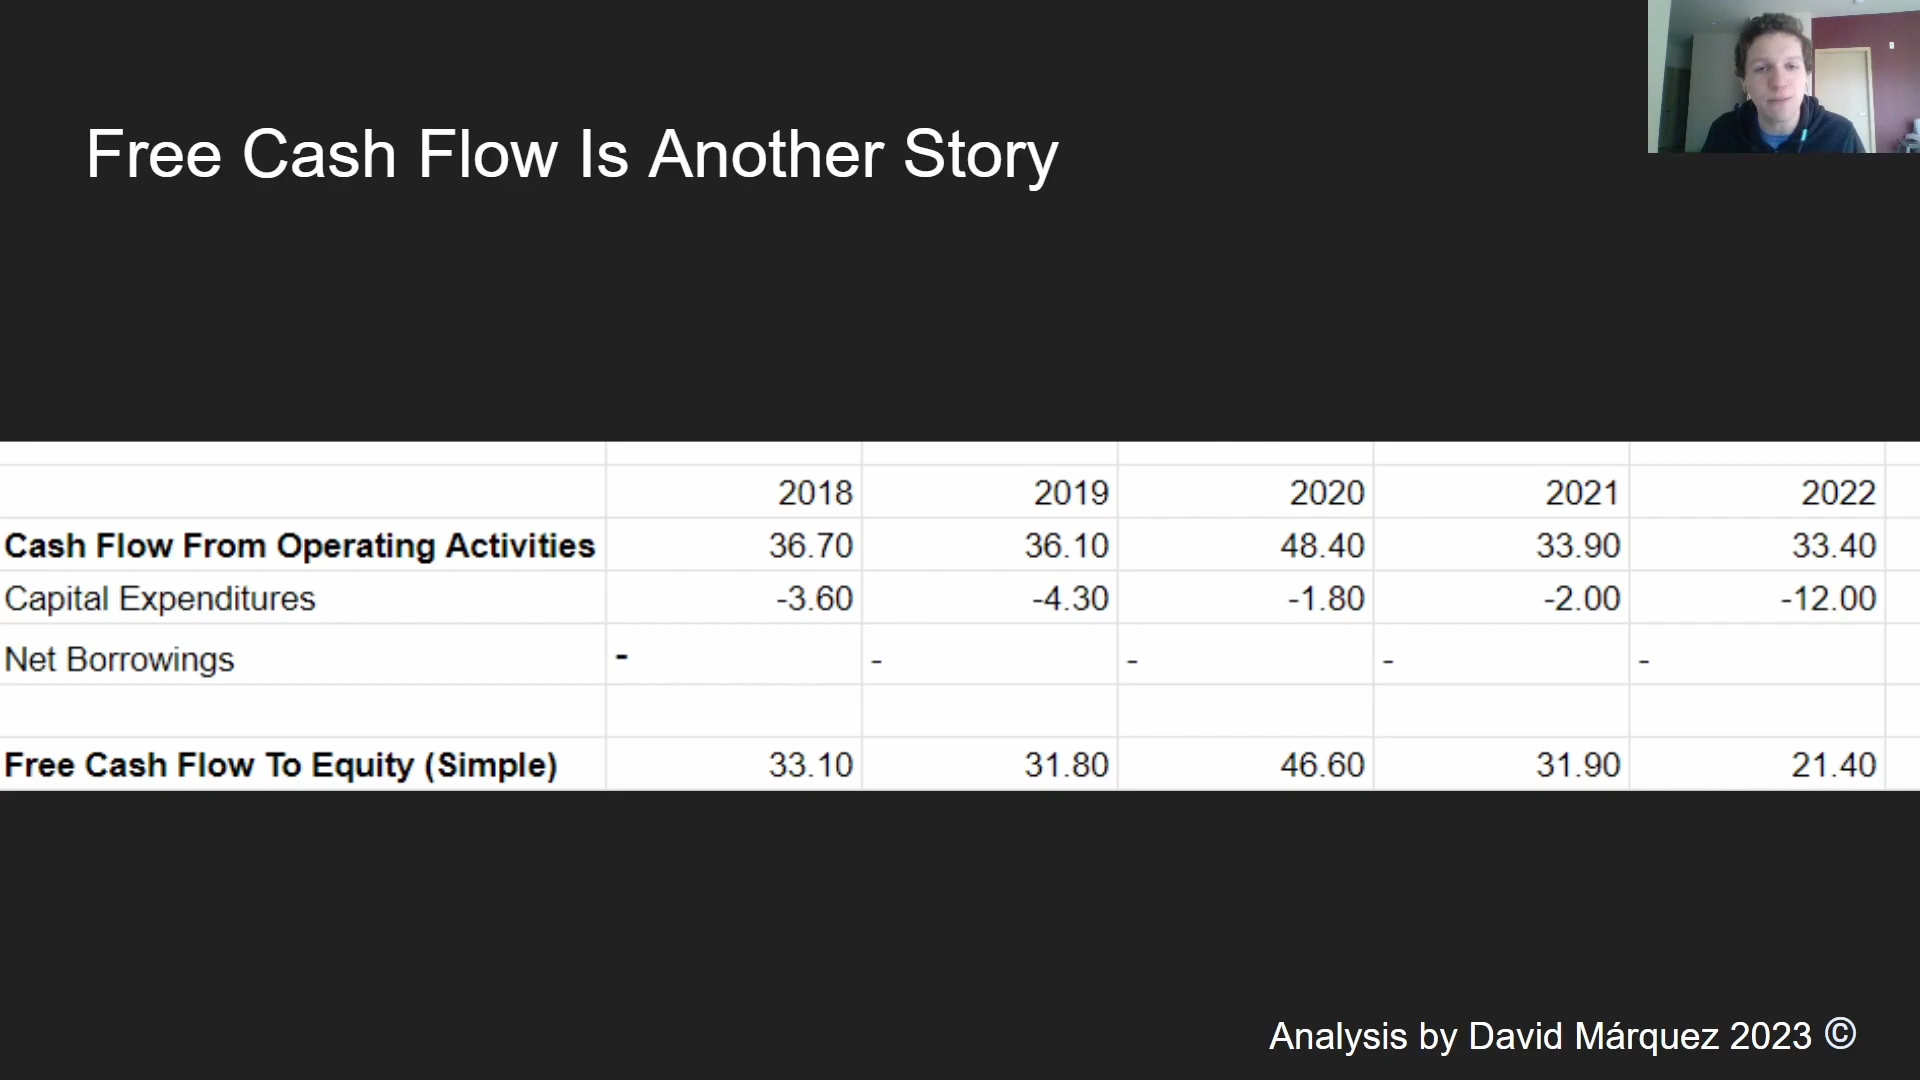 Free Cash Flow Is Another Story
2018 2019 2020 2021 2022
Cash Flow From Operating Activities 36.70 36.10 48.40 33.90 33.40
Capital Expenditures -3.60 -4.30 -1.80 -2.00 -12.00
Net Borrowings - - - - -
Free Cash Flow To Equity (Simple) 33.10 31.80 46.60 31.90 21.40
Analysis by David Márquez 2023 ©